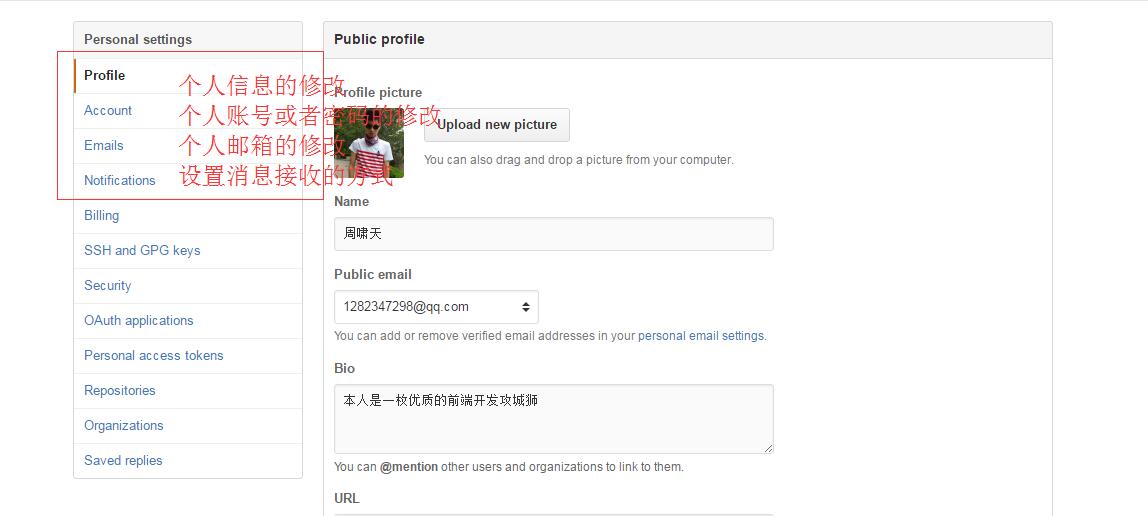 Personal settings
Profile
Account
Emails
Notifications
Billing
SSH and GPG keys
Security
OAuth applications
Personal access tokens
Repositories
Organizations
Saved replies
个人信息的修改
个人账号或者密码的修改
个人邮箱的修改
设置消息接收的方式
Public profile
Profile picture
Upload new picture
You can also drag and drop a picture from your computer.
Name
周啸天
Public email
1282347298@qq.com
You can add or remove verified email addresses in your personal email settings.
Bio
本人是一枚优质的前端开发攻城狮
You can @mention other users and organizations to link to them.
URL